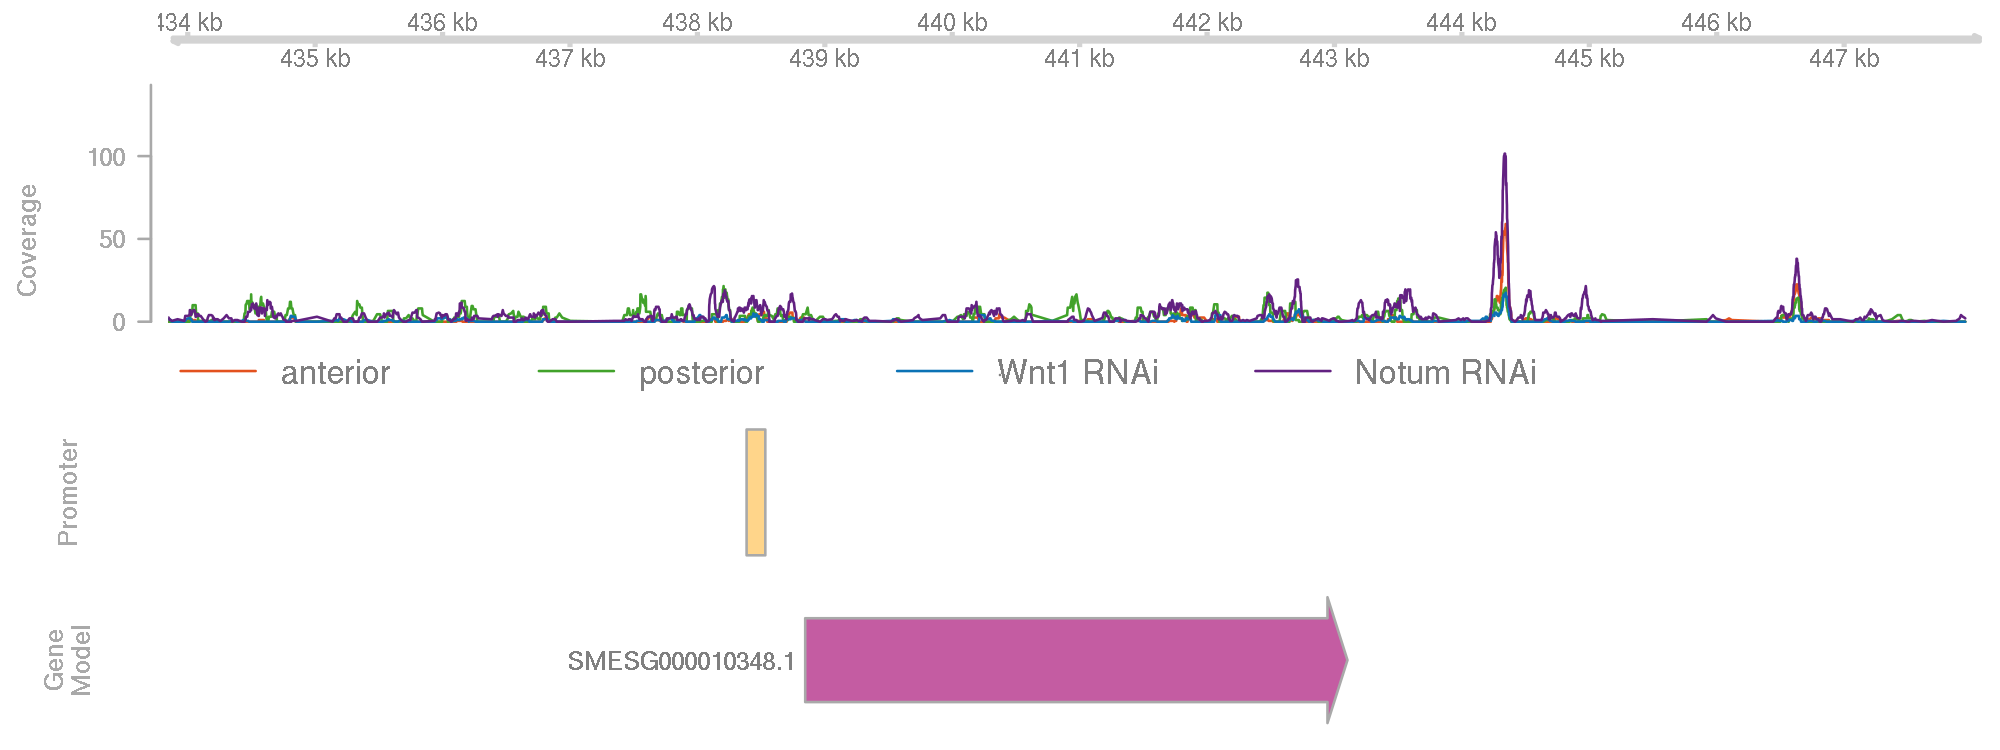 434 kb 436 kb 438 kb 440 kb 442 kb 444 kb 446 kb
435 kb 437 kb 439 kb 441 kb 443 kb 445 kb 447 kb
Coverage
100
50
0
anterior posterior Wnt1 RNAi Notum RNAi
Promoter
Gene
Model
SMESG000010348.1